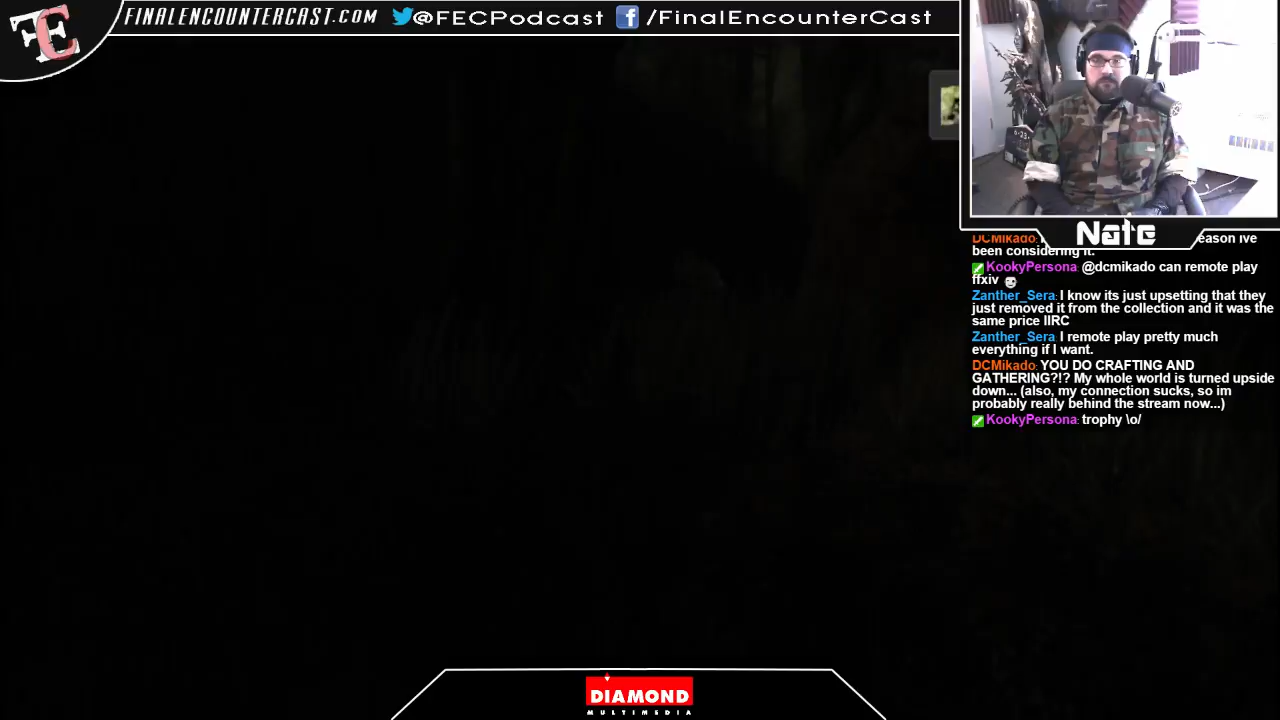 FINALENCOUNTERCAST.COM @FECPodcast /FinalEncounterCast
FEC
Nate
DCMikado: eason ive
been considering it.
KookyPersona: @dcmikado can remote play
ffxiv
Zanther_Sera: I know its just upsetting that they
just removed it from the collection and it was the
same price IIRC
Zanther_Sera: I remote play pretty much
everything if I want.
DCMikado: YOU DO CRAFTING AND
GATHERING?!? My whole world is turned upside
down... (also, my connection sucks, so im
probably really behind the stream now...)
KookyPersona: trophy \o/
DIAMOND
MULTIMEDIA